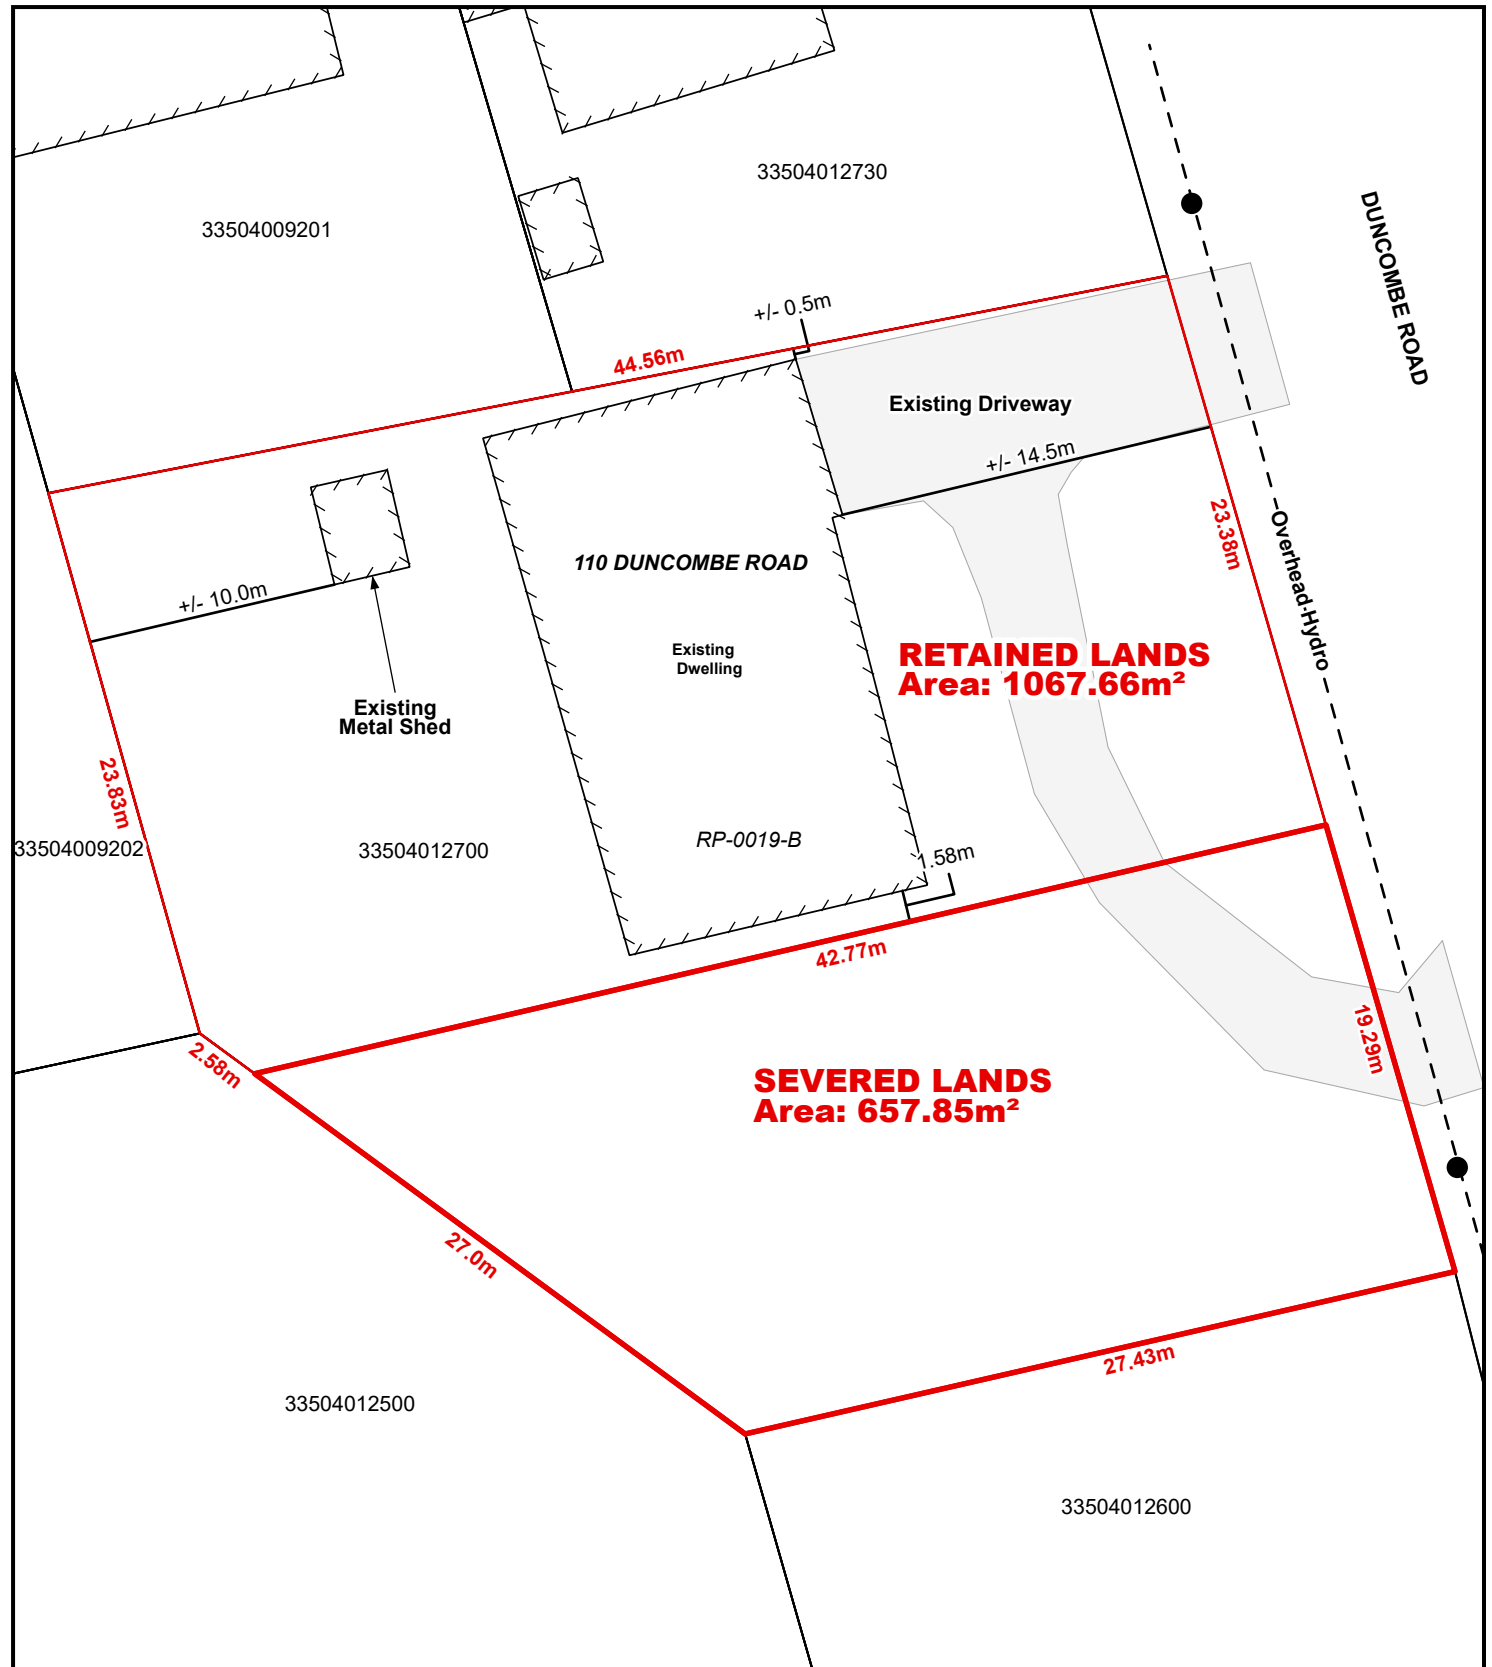 33504012730
33504009201
DUNCOMBE ROAD
+/- 0.5m
44.56m
Existing Driveway
+/- 14.5m
23.38m
Overhead-Hydro
110 DUNCOMBE ROAD
+/- 10.0m
Existing
Dwelling
RETAINED LANDS
Area: 1067.66m²
Existing
Metal Shed
23.83m
RP-0019-B
33504009202
33504012700
1.58m
42.77m
19.29m
2.58m
SEVERED LANDS
Area: 657.85m²
27.0m
27.43m
33504012500
33504012600